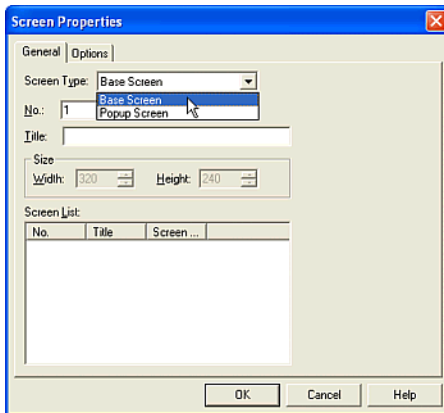 Screen Properties
General Options
Screen Type: Base Screen
Base Screen
Popup Screen
No.: 1
Title:
Size
Width: 320 Height: 240
Screen List:
No. Title Screen ...
OK Cancel Help